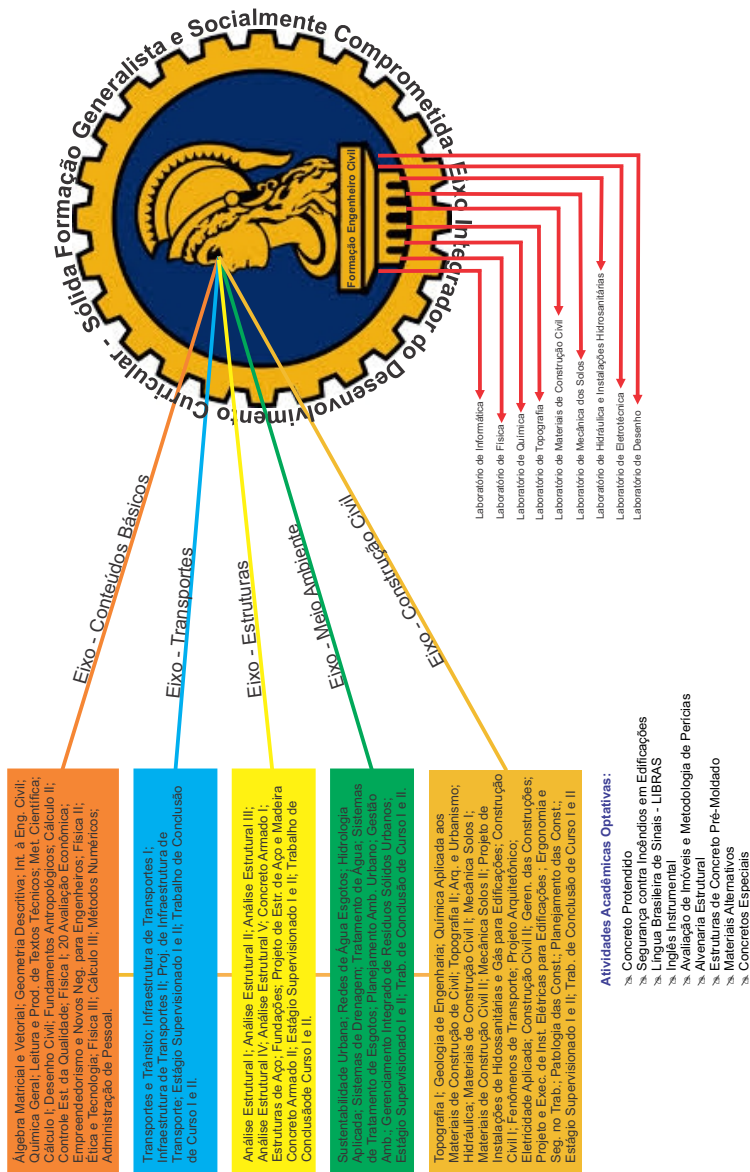 Sólida Formação Generalista e Socialmente Comprometida- Eixo Integrador do Desenvolvimento Curricular -
Formação Engenheiro Civil
Eixo - Conteúdos Básicos
Eixo - Transportes
Eixo - Estruturas
Eixo - Meio Ambiente
Eixo - Construção Civil
Álgebra Matricial e Vetorial; Geometria Descritiva; Int. à Eng. Civil;
Química Geral; Leitura e Prod. de Textos Técnicos; Met. Científica;
Cálculo I; Desenho Civil; Fundamentos Antropológicos; Cálculo II;
Controle Est. da Qualidade; Física I; 20 Avaliação Econômica;
Empreendedorismo e Novos Neg. para Engenheiros; Física II;
Ética e Tecnologia; Física III; Cálculo III; Métodos Numéricos;
Administração de Pessoal.
Transportes e Trânsito; Infraestrutura de Transportes I;
Infraestrutura de Transportes II; Proj. de Infraestrutura de
Transporte; Estágio Supervisionado I e II; Trabalho de Conclusão
de Curso I e II.
Análise Estrutural I; Análise Estrutural II; Análise Estrutural III;
Análise Estrutural IV; Análise Estrutural V; Concreto Armado I;
Estruturas de Aço; Fundações; Projeto de Estr. de Aço e Madeira
Concreto Armado II; Estágio Supervisionado I e II; Trabalho de
Conclusãode Curso I e II.
Sustentabilidade Urbana; Redes de Água Esgotos; Hidrologia
Aplicada; Sistemas de Drenagem; Tratamento de Água; Sistemas
de Tratamento de Esgotos; Planejamento Amb. Urbano; Gestão
Amb.; Gerenciamento Integrado de Resíduos Sólidos Urbanos;
Estágio Supervisionado I e II; Trab. de Conclusão de Curso I e II.
Topografia I; Geologia de Engenharia; Química Aplicada aos
Materiais de Construção de Civil; Topografia II; Arq. e Urbanismo;
Hidráulica; Materiais de Construção Civil I; Mecânica Solos I;
Materiais de Construção Civil II; Mecânica Solos II; Projeto de
Instalações de Hidossanitárias e Gás para Edificações; Construção
Civil I; Fenômenos de Transporte; Projeto Arquitetônico;
Eletricidade Aplicada; Construção Civil II; Geren. das Construções;
Projeto e Exec. de Inst. Elétricas para Edificações ; Ergonomia e
Seg. no Trab.; Patologia das Const.; Planejamento das Const.;
Estágio Supervisionado I e II; Trab. de Conclusão de Curso I e II
Laboratório de Informática
Laboratório de Física
Laboratório de Química
Laboratório de Topografia
Laboratório de Materiais de Construção Civil
Laboratório de Mecânica dos Solos
Laboratório de Hidráulica e Instalações Hidrosanitárias
Laboratório de Eletrotécnica
Laboratório de Desenho
Atividades Acadêmicas Optativas:
Concreto Protendido
Segurança contra Incêndios em Edificações
Língua Brasileira de Sinais - LIBRAS
Inglês Instrumental
Avaliação de Imóveis e Metodologia de Perícias
Alvenaria Estrutural
Estruturas de Concreto Pré-Moldado
Materiais Alternativos
Concretos Especiais